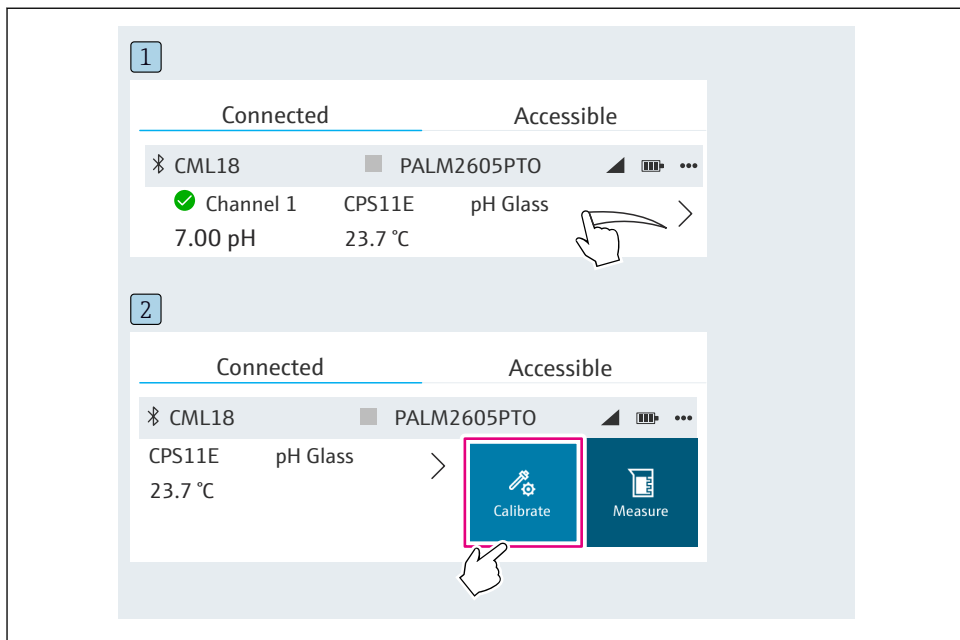 1
Connected Accessible
CML18 PALM2605PTO
Channel 1 CPS11E pH Glass
7.00 pH 23.7 °C
2
Connected Accessible
CML18 PALM2605PTO
CPS11E pH Glass
23.7 °C
Calibrate Measure